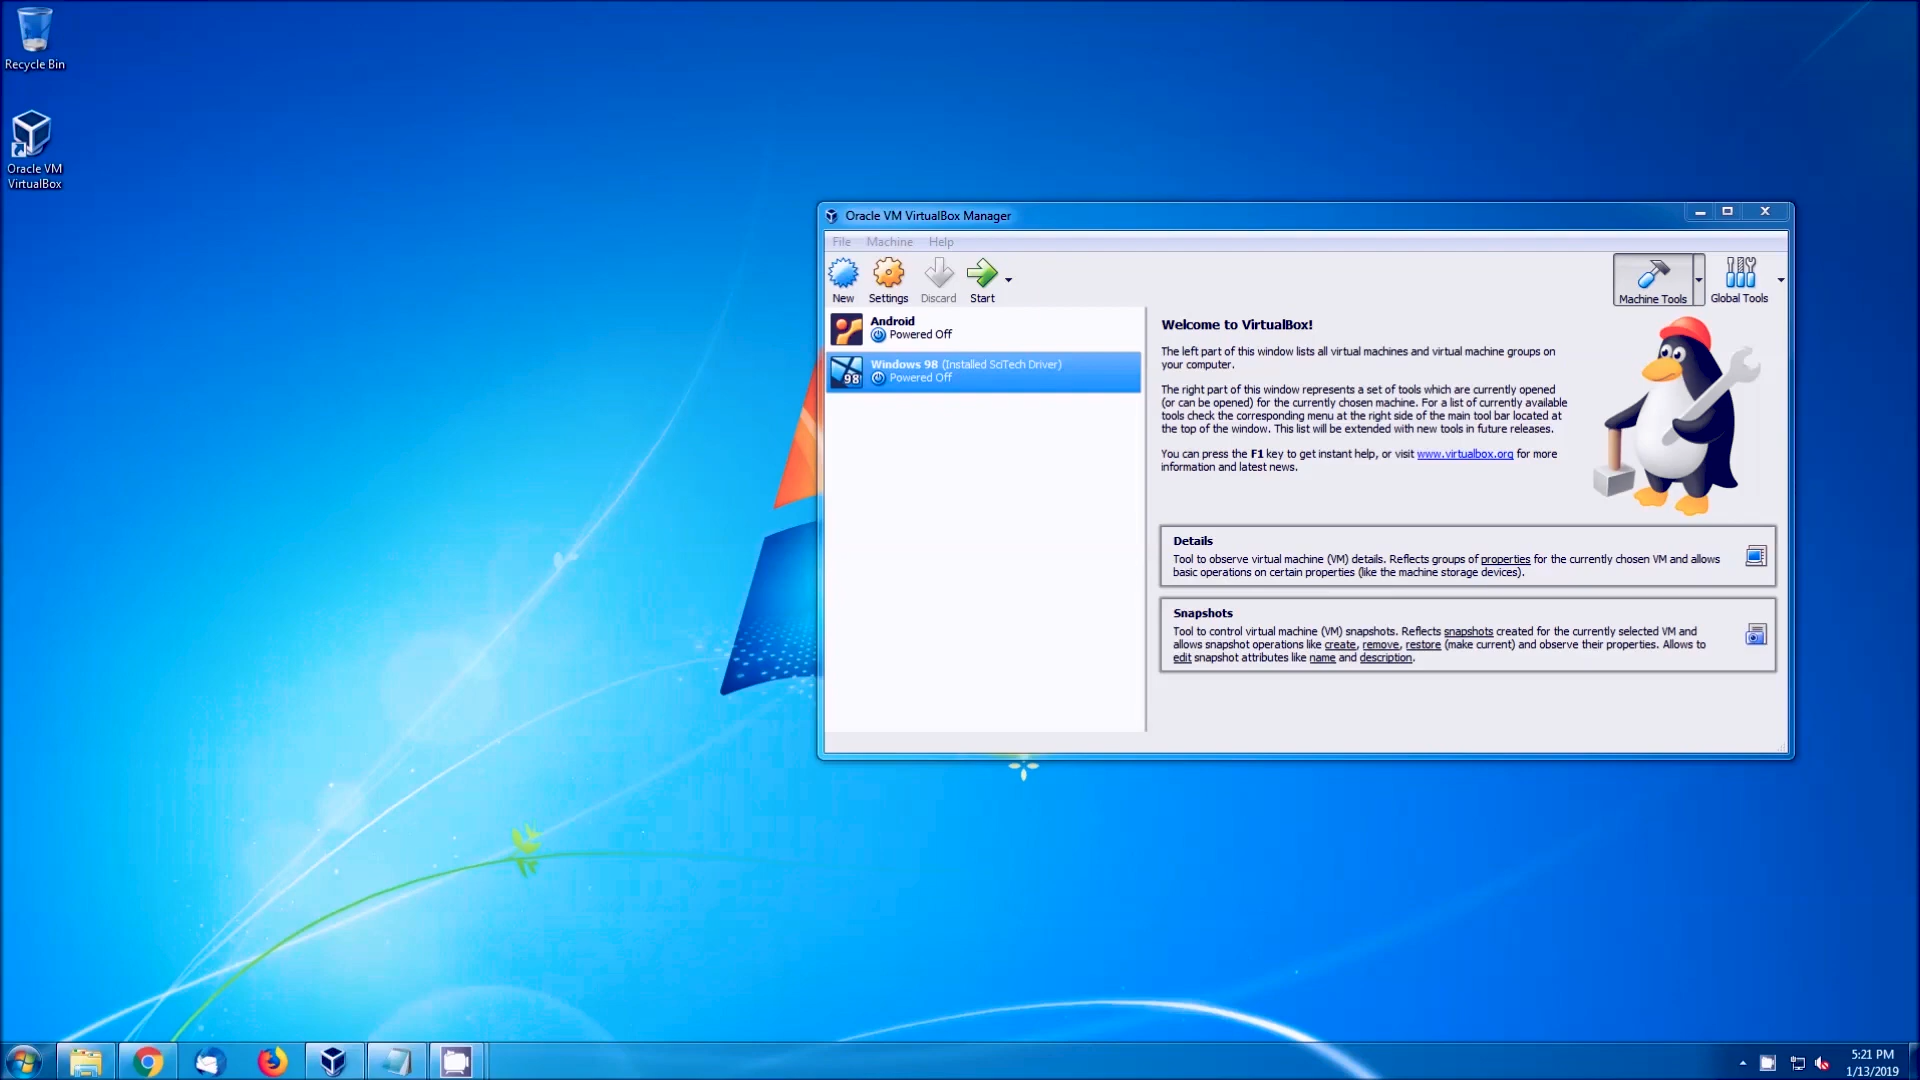 Recycle Bin
Oracle VM
VirtualBox
Oracle VM VirtualBox Manager
File Machine Help
New Settings Discard Start
Machine Tools Global Tools
Android
Powered Off
Windows 98 (Installed SciTech Driver)
98
Powered Off
Welcome to VirtualBox!
The left part of this window lists all virtual machines and virtual machine groups on
your computer.
The right part of this window represents a set of tools which are currently opened
(or can be opened) for the currently chosen machine. For a list of currently available
tools check the corresponding menu at the right side of the main tool bar located at
the top of the window. This list will be extended with new tools in future releases.
You can press the F1 key to get instant help, or visit www.virtualbox.org for more
information and latest news.
Details
Tool to observe virtual machine (VM) details. Reflects groups of properties for the currently chosen VM and allows
basic operations on certain properties (like the machine storage devices).
Snapshots
Tool to control virtual machine (VM) snapshots. Reflects snapshots created for the currently selected VM and
allows snapshot operations like create, remove, restore (make current) and observe their properties. Allows to
edit snapshot attributes like name and description.
5:21 PM
1/13/2019